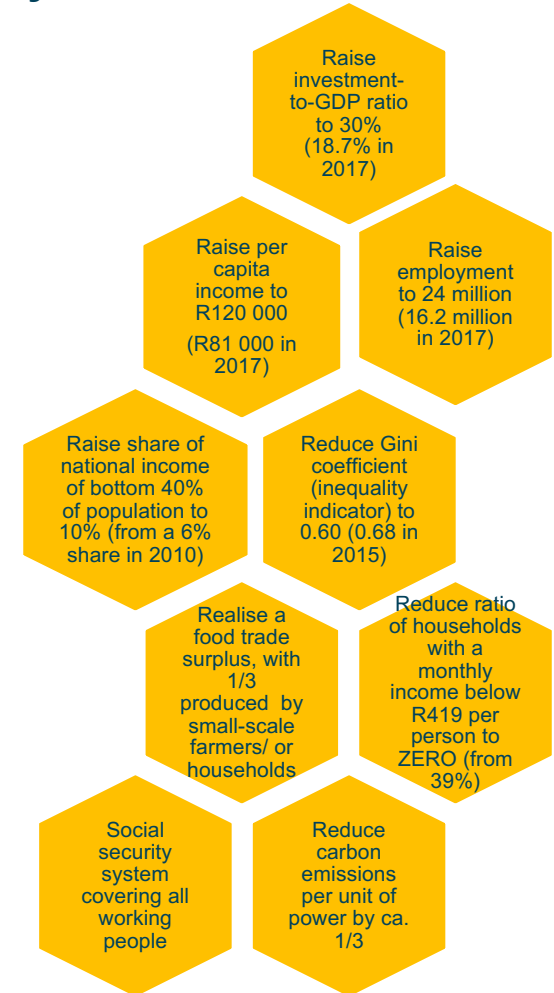 Raise
investment-
to-GDP ratio
to 30%
(18.7% in
2017)
Raise per
capita
income to
R120 000
(R81 000 in
2017)
Raise
employment
to 24 million
(16.2 million
in 2017)
Raise share of
national income
of bottom 40%
of population to
10% (from a 6%
share in 2010)
Reduce Gini
coefficient
(inequality
indicator) to
0.60 (0.68 in
2015)
Realise a
food trade
surplus, with
1/3
produced by
small-scale
farmers/ or
households
Reduce ratio
of households
with a
monthly
income below
R419 per
person to
ZERO (from
39%)
Social
security
system
covering all
working
people
Reduce
carbon
emissions
per unit of
power by ca.
1/3